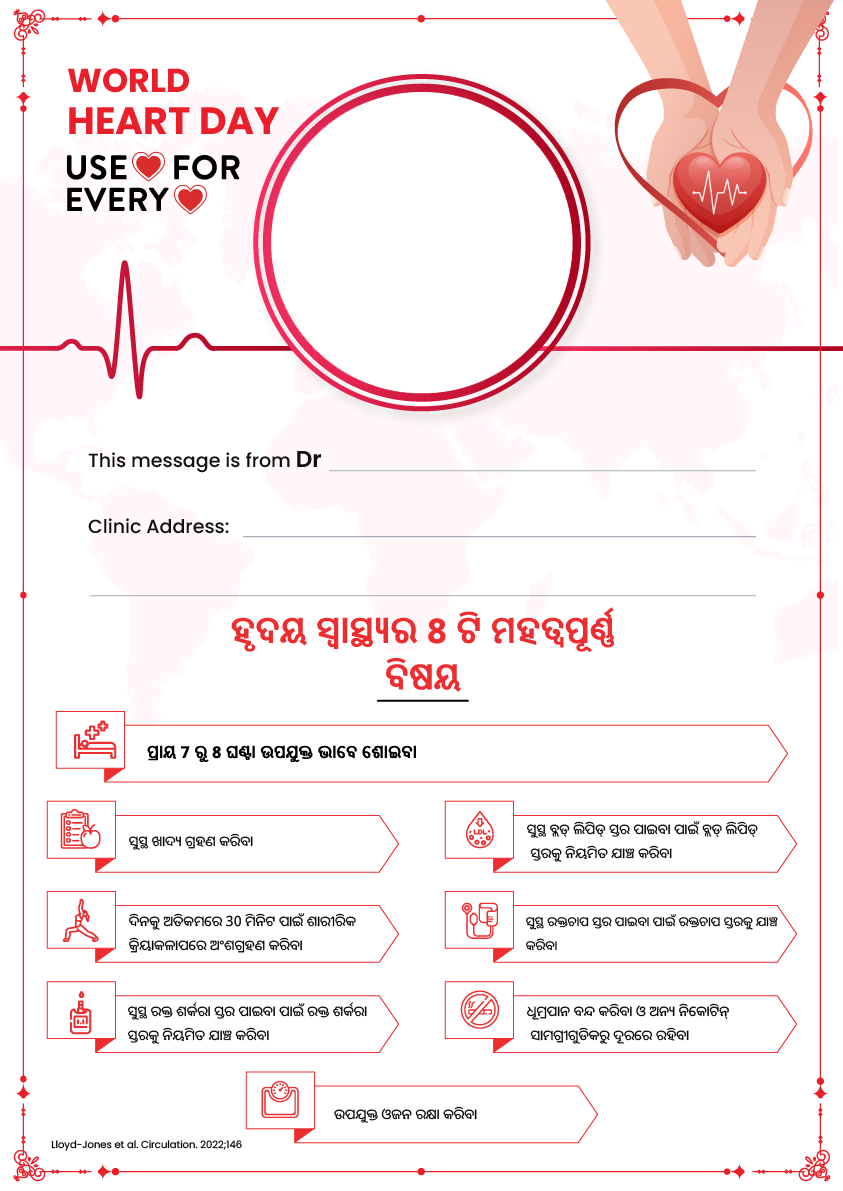 WORLD
HEART DAY
USE FOR
EVERY
This message is from Dr
Clinic Address:
ହୃଦୟ ସ୍ୱାସ୍ଥ୍ୟର 8 ଟି ମହତ୍ୱପୂର୍ଣ୍ଣ
ବିଷୟ
ପ୍ରାୟ 7 ରୁ 8 ଘଣ୍ଟା ଉପଯୁକ୍ତ ଭାବେ ଶୋଇବା
ସୁସ୍ଥ ଖାଦ୍ୟ ଗ୍ରହଣ କରିବା
LDL
ସୁସ୍ଥ ବ୍ଲଡ୍ ଲିପିଡ୍ ସ୍ତର ପାଇବା ପାଇଁ ବ୍ଲଡ୍ ଲିପିଡ୍
ସ୍ତରକୁ ନିୟମିତ ଯାଞ୍ଚ କରିବା
ଦିନକୁ ଅତିକମରେ 30 ମିନିଟ ପାଇଁ ଶାରୀରିକ
କ୍ରିୟାକଳାପରେ ଅଂଶଗ୍ରହଣ କରିବା
ସୁସ୍ଥ ରକ୍ତଚାପ ସ୍ତର ପାଇବା ପାଇଁ ରକ୍ତଚାପ ସ୍ତରକୁ ଯାଞ୍ଚ
କରିବା
ସୁସ୍ଥ ରକ୍ତ ଶର୍କରା ସ୍ତର ପାଇବା ପାଇଁ ରକ୍ତ ଶର୍କରା
ସ୍ତରକୁ ନିୟମିତ ଯାଞ୍ଚ କରିବା
ଧୂମ୍ରପାନ ବନ୍ଦ କରିବା ଓ ଅନ୍ୟ ନିକୋଟିନ୍
ସାମଗ୍ରୀଗୁଡିକରୁ ଦୂରରେ ରହିବା
ଉପଯୁକ୍ତ ଓଜନ ରକ୍ଷା କରିବା
Lloyd-Jones et al. Circulation. 2022;146